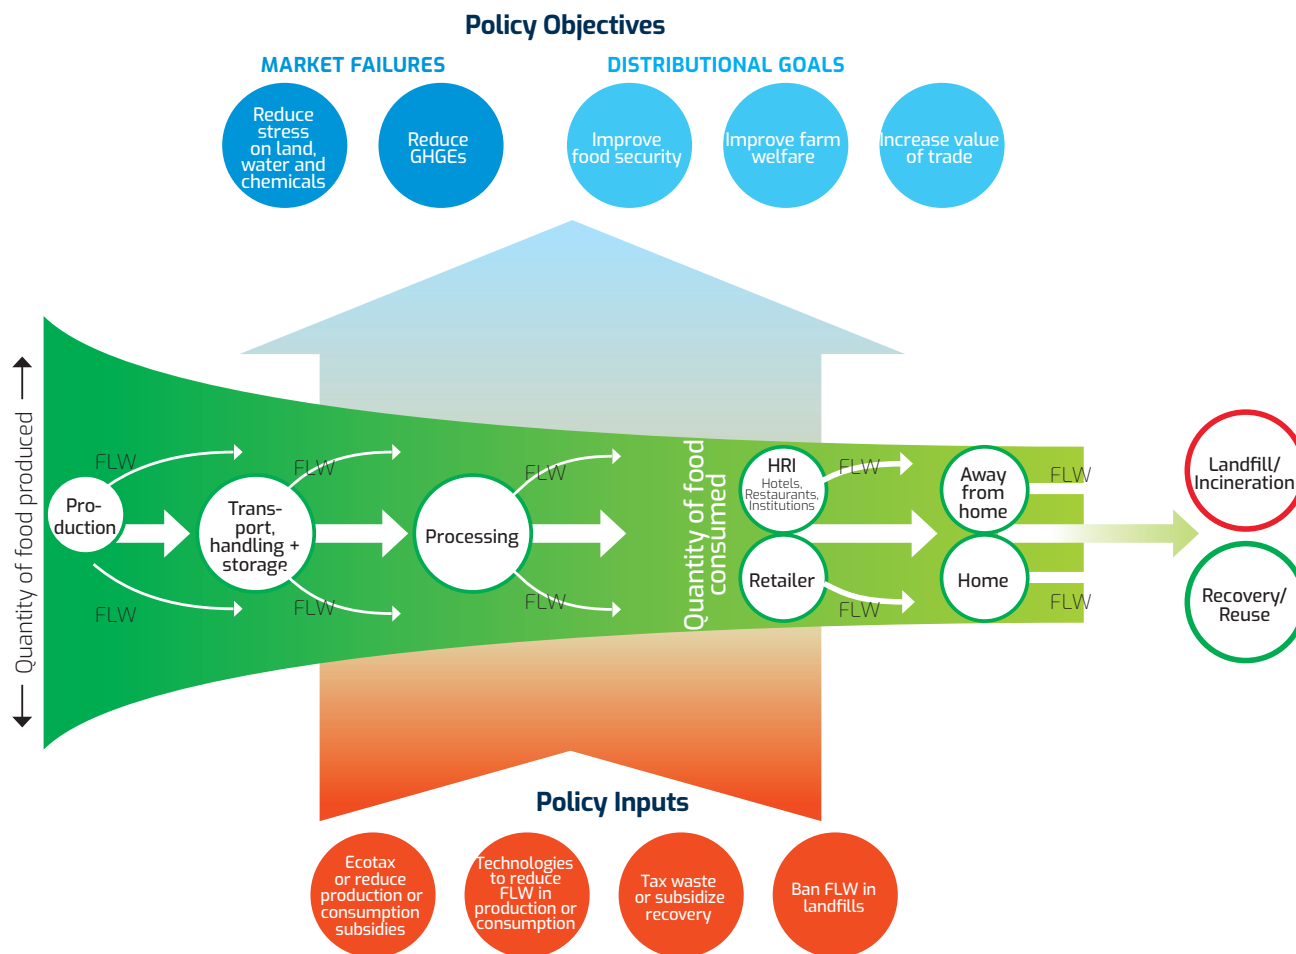 Policy Objectives
MARKET FAILURES
DISTRIBUTIONAL GOALS
Reduce
stress
on land,
water and
chemicals
Reduce
GHGEs
Improve
food security
Improve farm
welfare
Increase value
of trade
Quantity of food produced
FLW
FLW
Pro-
duction
FLW
FLW
Trans-
port,
handling +
storage
FLW
FLW
Processing
Quantity of food
consumed
HRI
Hotels,
Restaurants,
Institutions
Retailer
FLW
FLW
Away
from
home
Home
FLW
FLW
Landfill/
Incineration
Recovery/
Reuse
Policy Inputs
Ecotax
or reduce
production or
consumption
subsidies
Technologies
to reduce
FLW in
production or
consumption
Tax waste
or subsidize
recovery
Ban FLW in
landfills